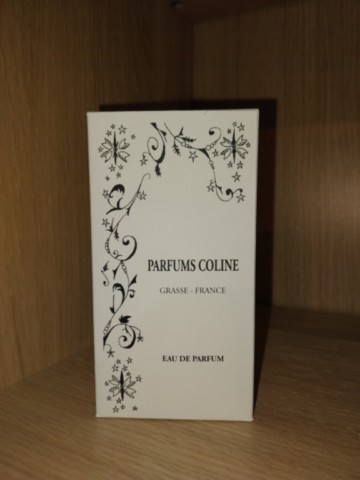 PARFUMS COLINE
GRASSE - FRANCE
EAU DE PARFUM